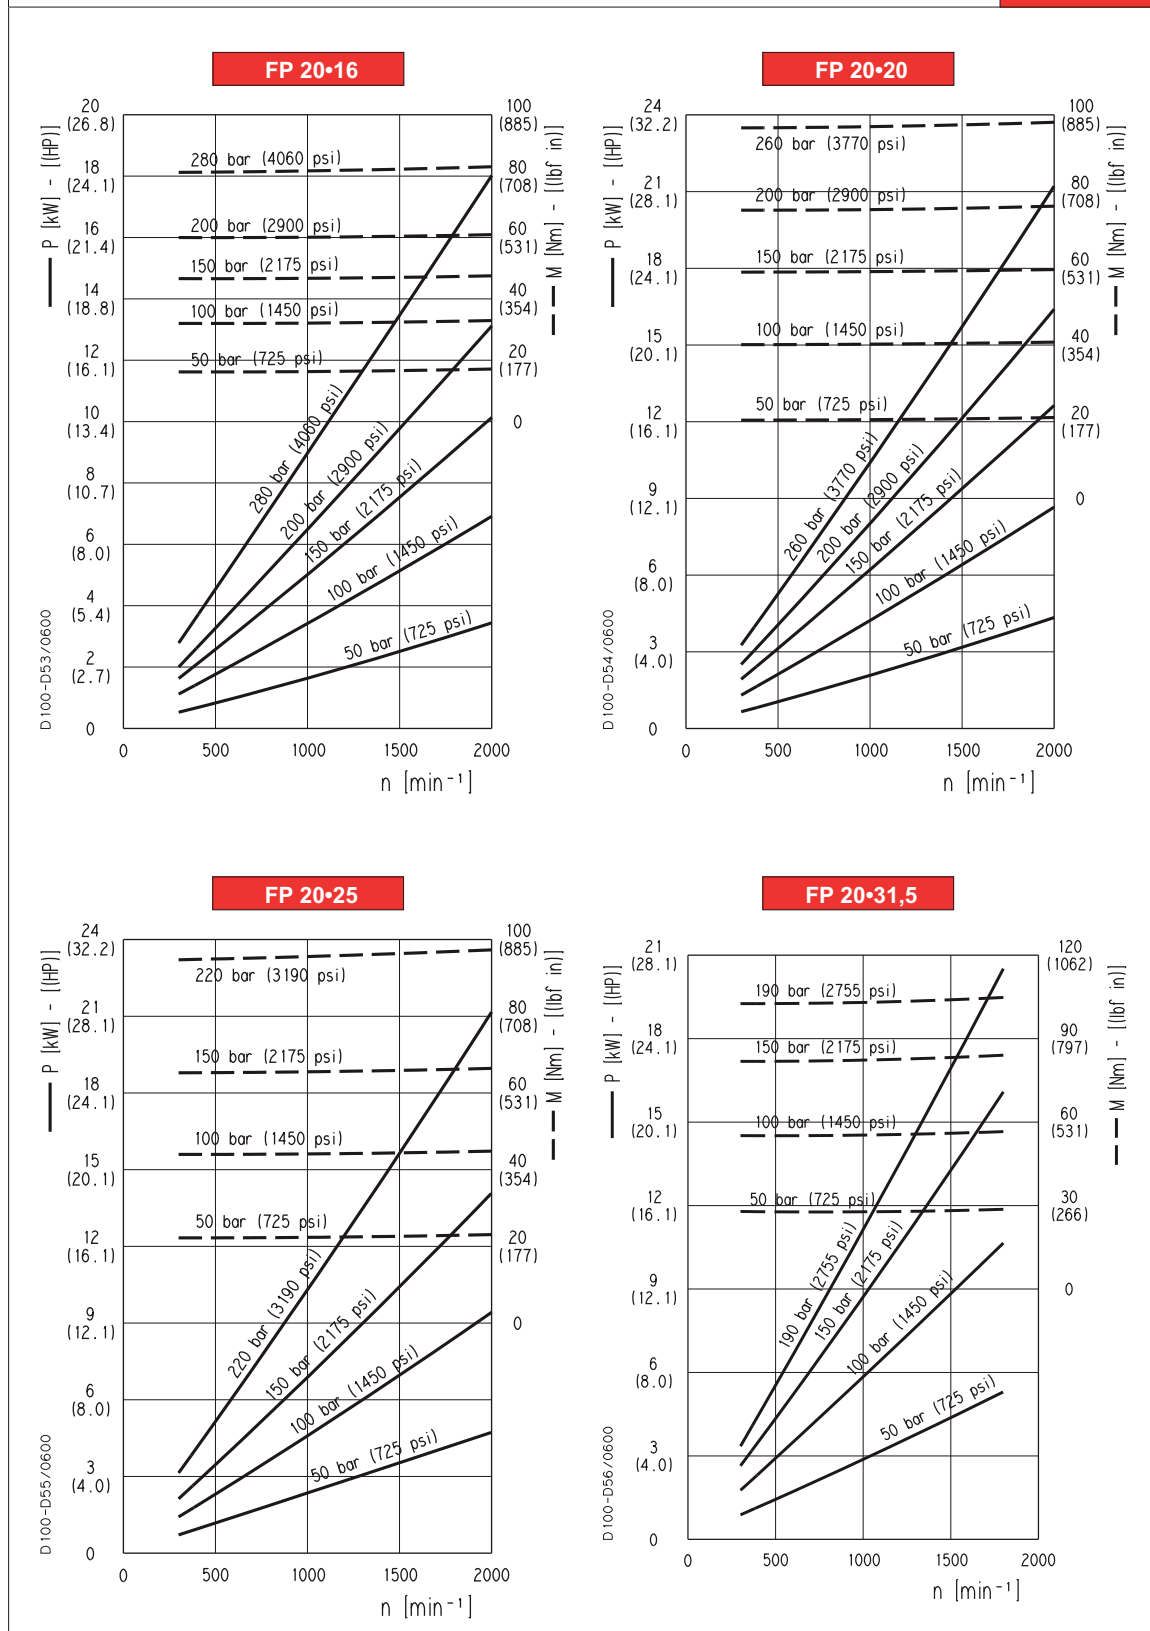 FP 20•16
P [kW] - [(HP)]
M [Nm] - [(lbf in)]
20
(26.8)
18
(24.1)
16
(21.4)
14
(18.8)
12
(16.1)
10
(13.4)
8
(10.7)
6
(8.0)
4
(5.4)
2
(2.7)
0
100
(885)
80
(708)
60
(531)
40
(354)
20
(177)
0
280 bar (4060 psi)
200 bar (2900 psi)
150 bar (2175 psi)
100 bar (1450 psi)
50 bar (725 psi)
280 bar (4060 psi)
200 bar (2900 psi)
150 bar (2175 psi)
100 bar (1450 psi)
50 bar (725 psi)
D100-D53/0600
0 500 1000 1500 2000
n [min⁻¹]
FP 20•20
P [kW] - [(HP)]
M [Nm] - [(lbf in)]
24
(32.2)
21
(28.1)
18
(24.1)
15
(20.1)
12
(16.1)
9
(12.1)
6
(8.0)
3
(4.0)
0
100
(885)
80
(708)
60
(531)
40
(354)
20
(177)
0
260 bar (3770 psi)
200 bar (2900 psi)
150 bar (2175 psi)
100 bar (1450 psi)
50 bar (725 psi)
260 bar (3770 psi)
200 bar (2900 psi)
150 bar (2175 psi)
100 bar (1450 psi)
50 bar (725 psi)
D100-D54/0600
0 500 1000 1500 2000
n [min⁻¹]
FP 20•25
P [kW] - [(HP)]
M [Nm] - [(lbf in)]
24
(32.2)
21
(28.1)
18
(24.1)
15
(20.1)
12
(16.1)
9
(12.1)
6
(8.0)
3
(4.0)
0
100
(885)
80
(708)
60
(531)
40
(354)
20
(177)
0
220 bar (3190 psi)
150 bar (2175 psi)
100 bar (1450 psi)
50 bar (725 psi)
220 bar (3190 psi)
150 bar (2175 psi)
100 bar (1450 psi)
50 bar (725 psi)
D100-D55/0600
0 500 1000 1500 2000
n [min⁻¹]
FP 20•31,5
P [kW] - [(HP)]
M [Nm] - [(lbf in)]
21
(28.1)
18
(24.1)
15
(20.1)
12
(16.1)
9
(12.1)
6
(8.0)
3
(4.0)
0
120
(1062)
90
(797)
60
(531)
30
(266)
0
190 bar (2755 psi)
150 bar (2175 psi)
100 bar (1450 psi)
50 bar (725 psi)
190 bar (2755 psi)
150 bar (2175 psi)
100 bar (1450 psi)
50 bar (725 psi)
D100-D56/0600
0 500 1000 1500 2000
n [min⁻¹]